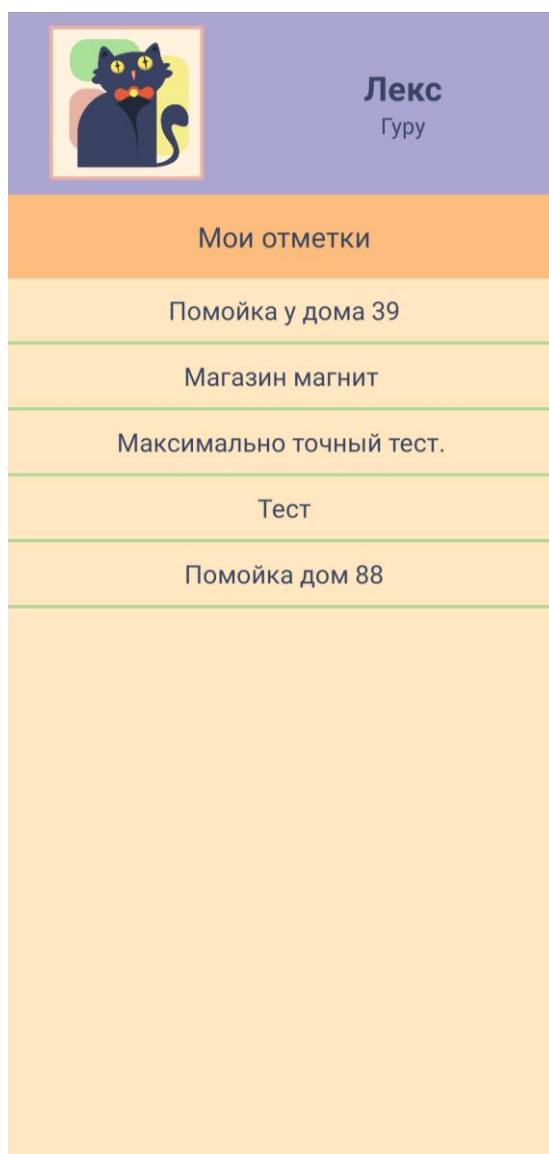 Лекс
Гуру
Мои отметки
Помойка у дома 39
Магазин магнит
Максимально точный тест.
Тест
Помойка дом 88